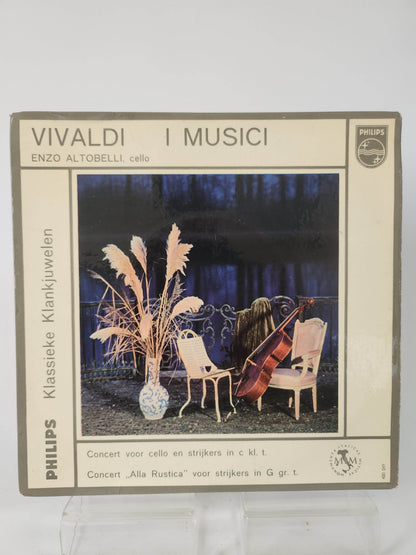 VIVALDI I MUSICI
ENZO ALTOBELLI, cello
PHILIPS
PHILIPS Klassieke Klankjuwelen
Concert voor cello en strijkers in c kl. t.
Concert „Alla Rustica" voor strijkers in G gr. t.